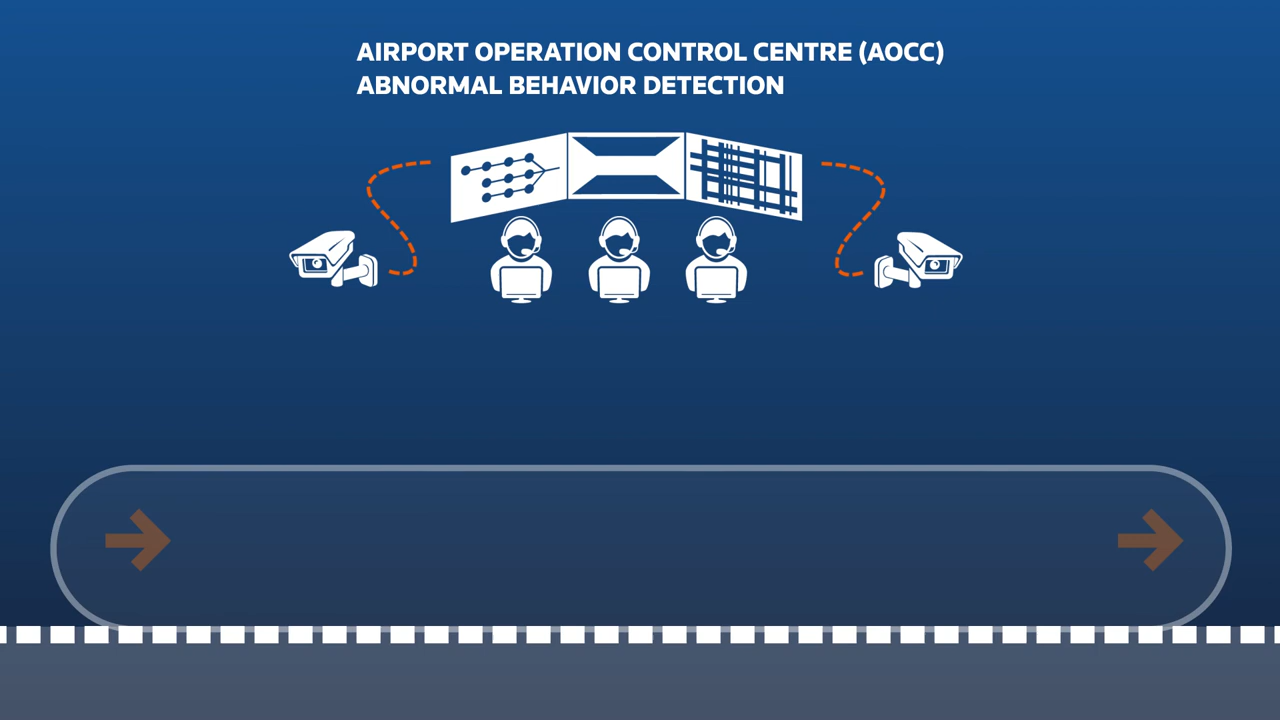 AIRPORT OPERATION CONTROL CENTRE (AOCC)
ABNORMAL BEHAVIOR DETECTION